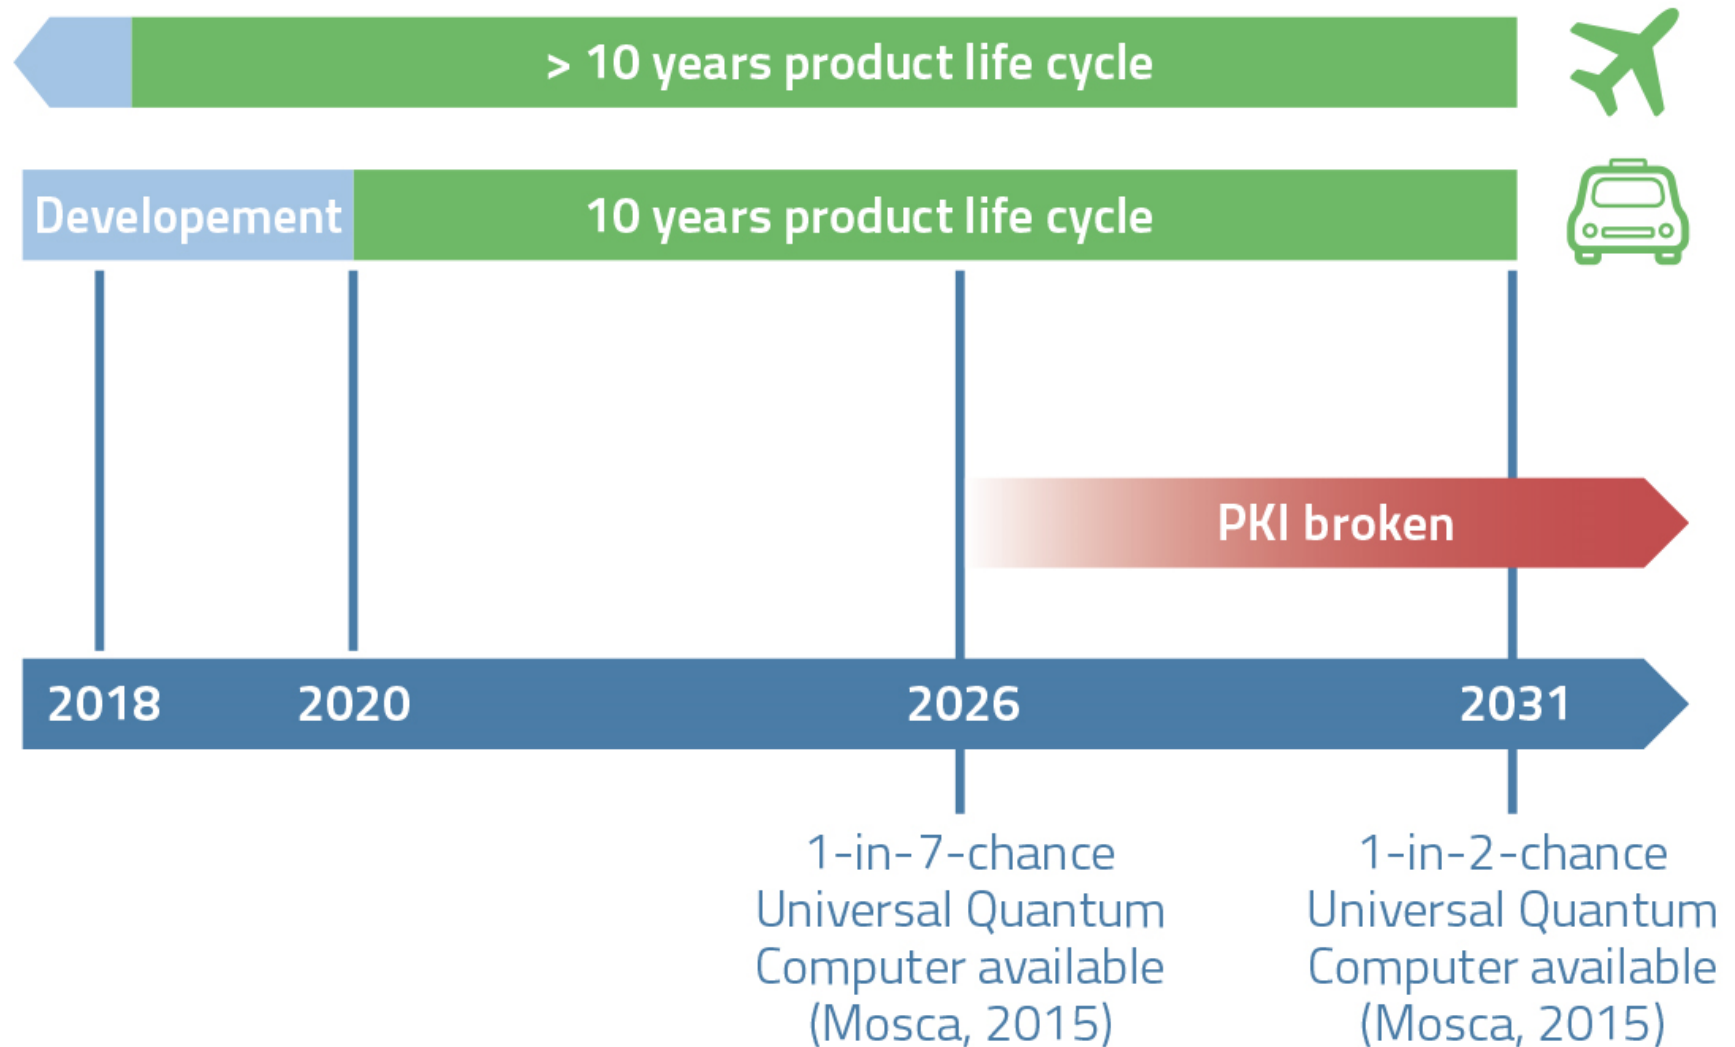 > 10 years product life cycle
Developement
10 years product life cycle
PKI broken
2018
2020
2026
2031
1-in-7-chance
Universal Quantum
Computer available
(Mosca, 2015)
1-in-2-chance
Universal Quantum
Computer available
(Mosca, 2015)